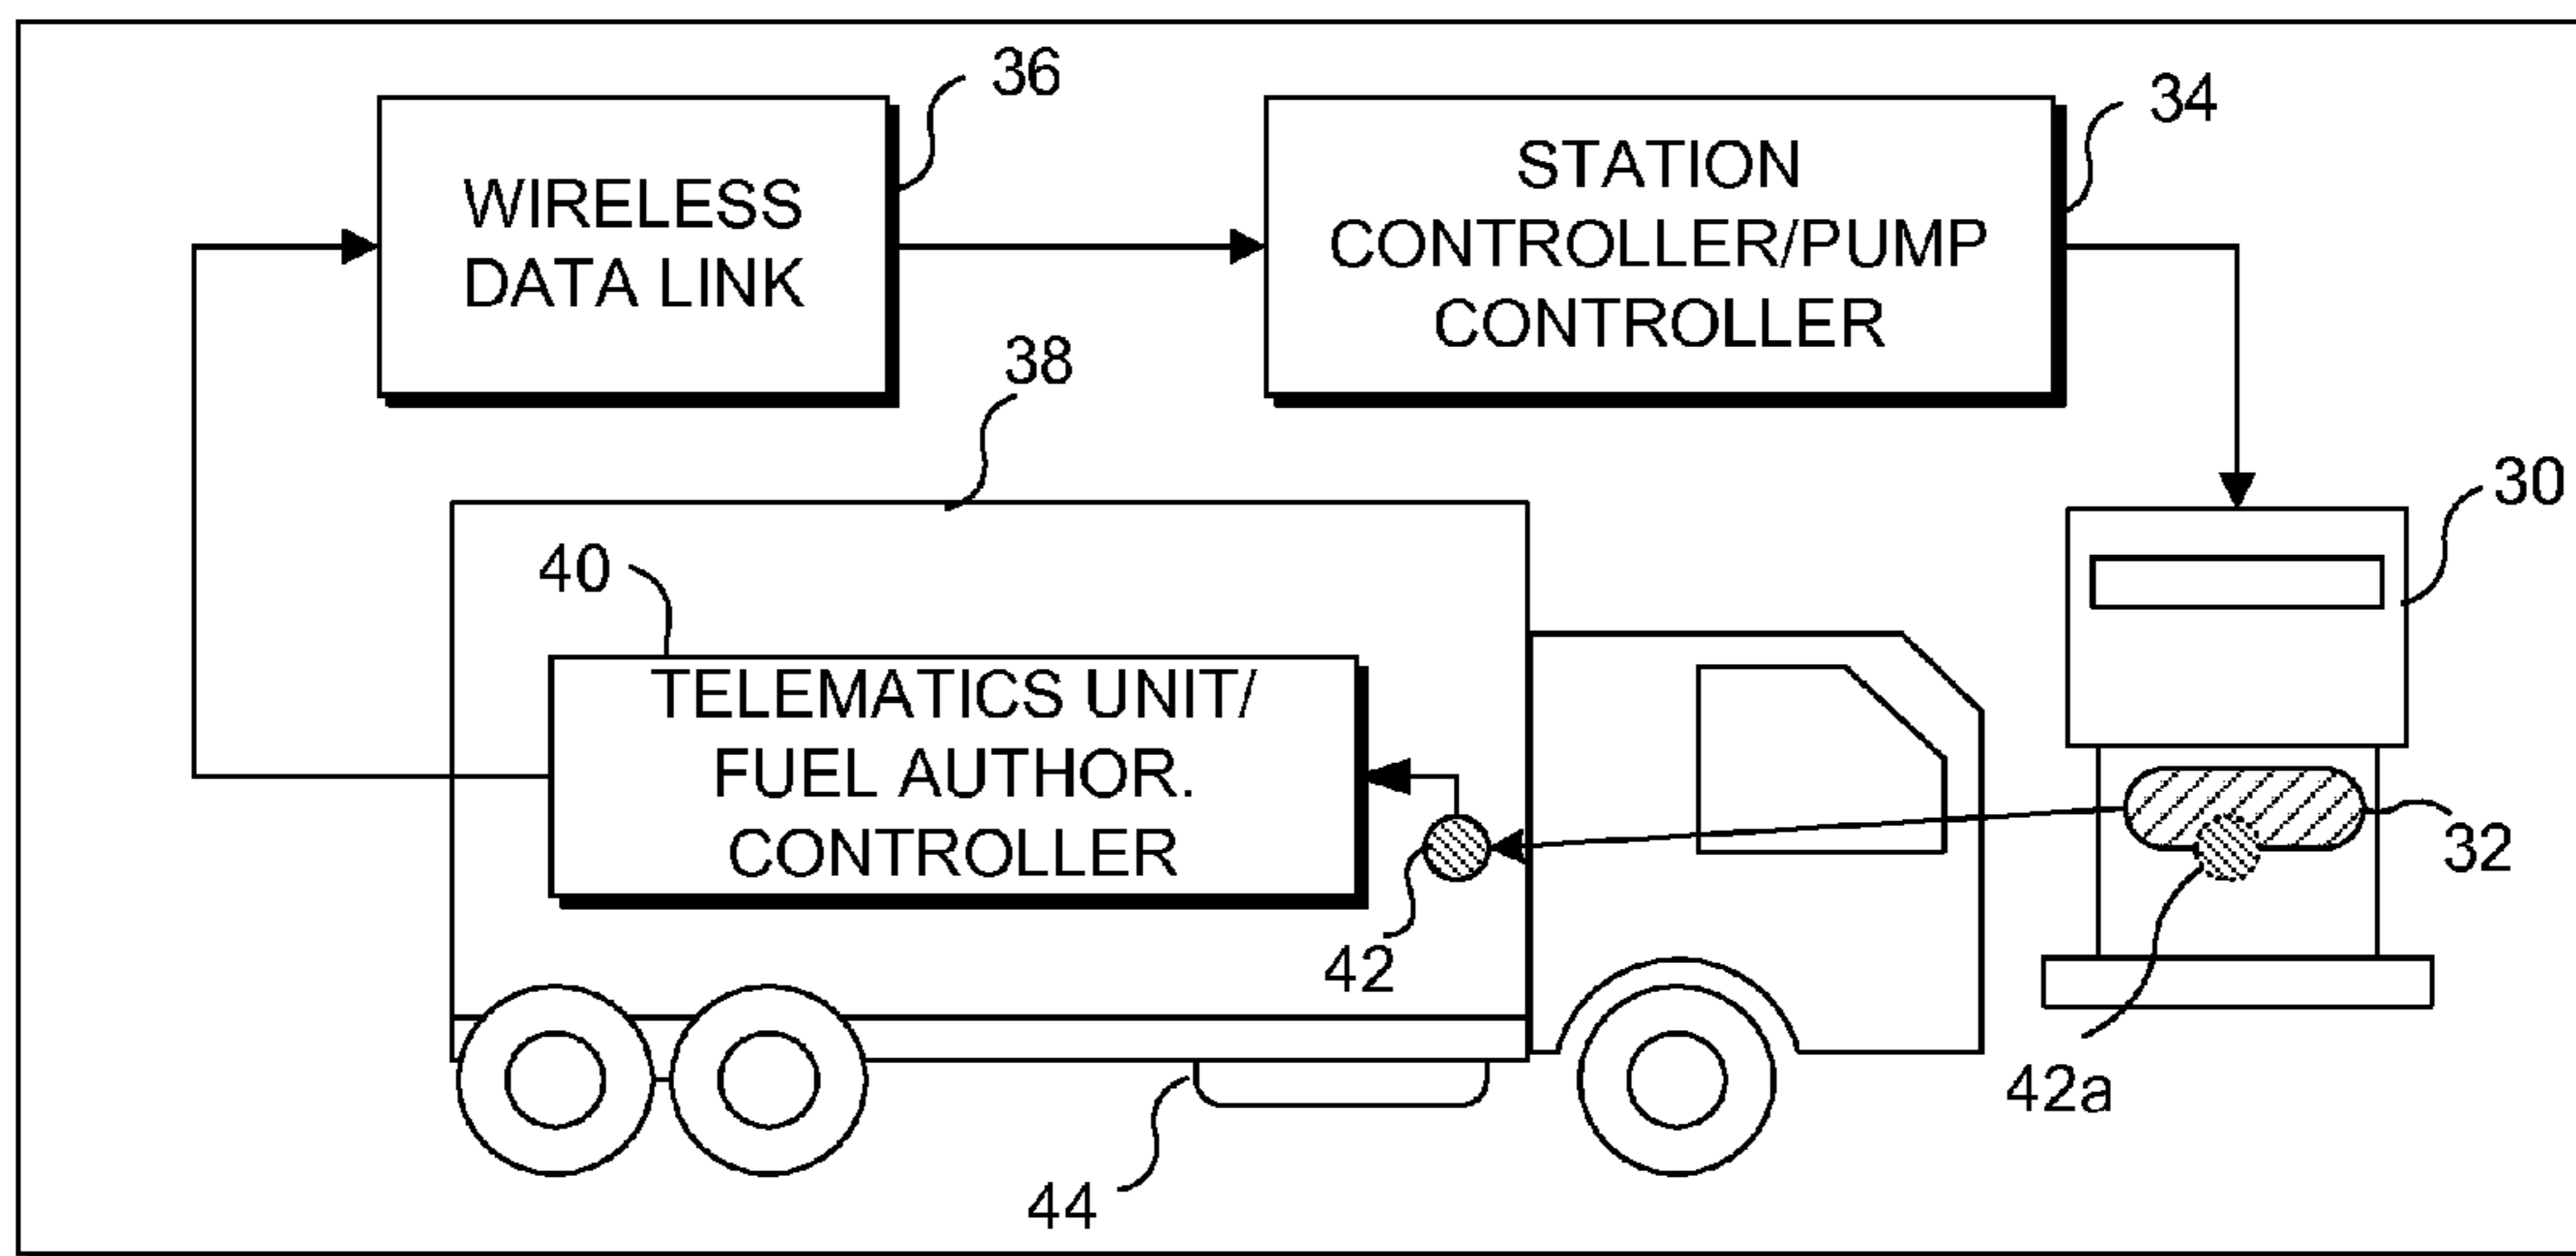 36
34
WIRELESS
DATA LINK
STATION
CONTROLLER/PUMP
CONTROLLER
38
30
40
TELEMATICS UNIT/
FUEL AUTHOR.
CONTROLLER
32
42
42a
44